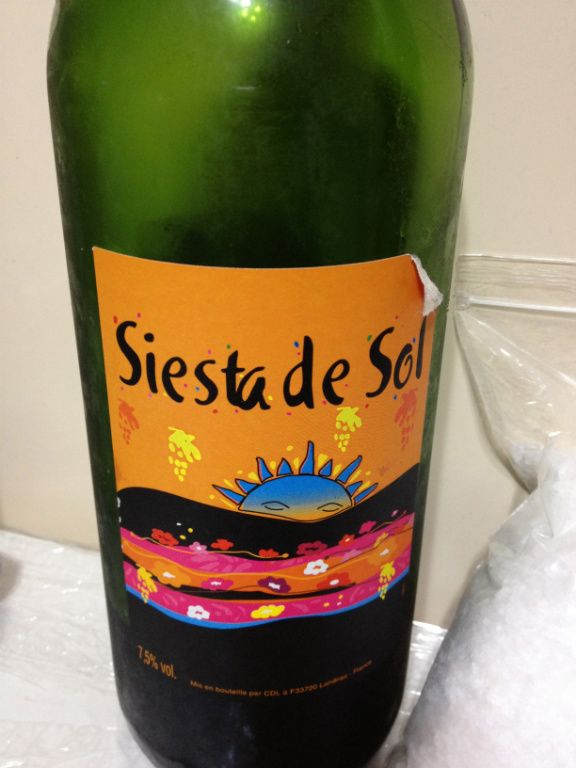 Siesta de Sol
7,5% vol.
Mis en bouteille par CDL à F33720 Landiras - France